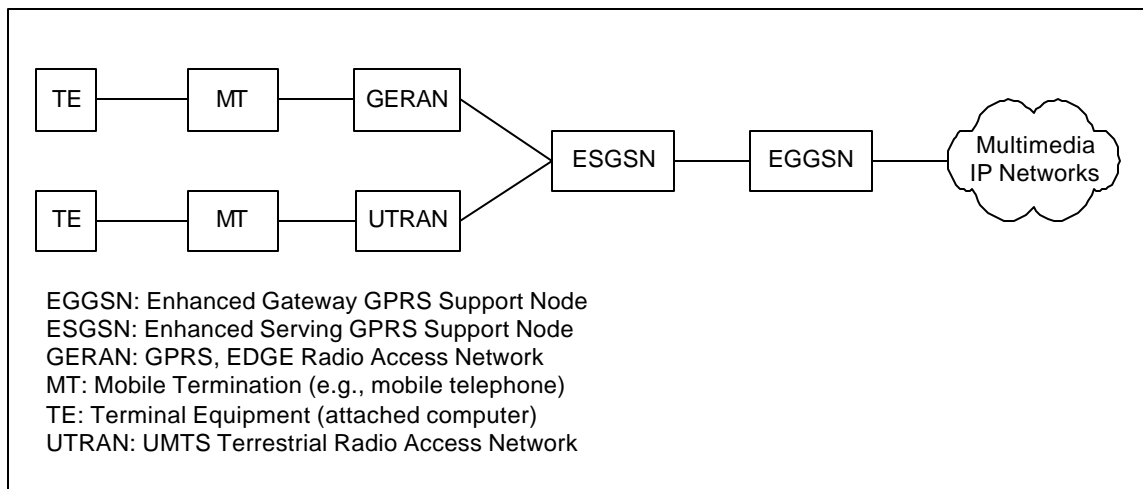 TE
MT
GERAN
ESGSN
EGGSN
Multimedia
IP Networks
TE
MT
UTRAN
EGGSN: Enhanced Gateway GPRS Support Node
ESGSN: Enhanced Serving GPRS Support Node
GERAN: GPRS, EDGE Radio Access Network
MT: Mobile Termination (e.g., mobile telephone)
TE: Terminal Equipment (attached computer)
UTRAN: UMTS Terrestrial Radio Access Network